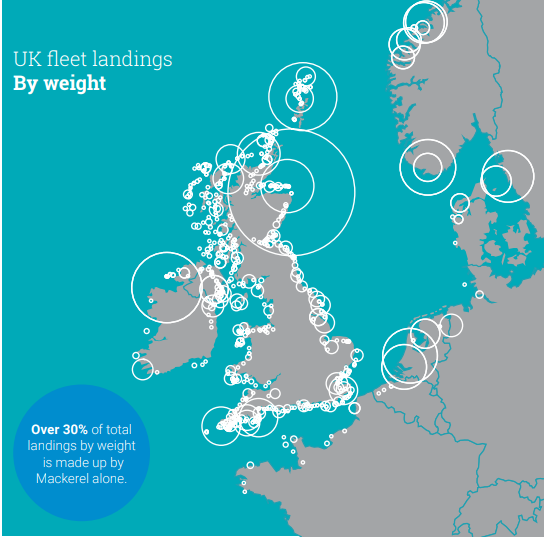 UK fleet landings
By weight
Over 30% of total
landings by weight
is made up by
Mackerel alone.